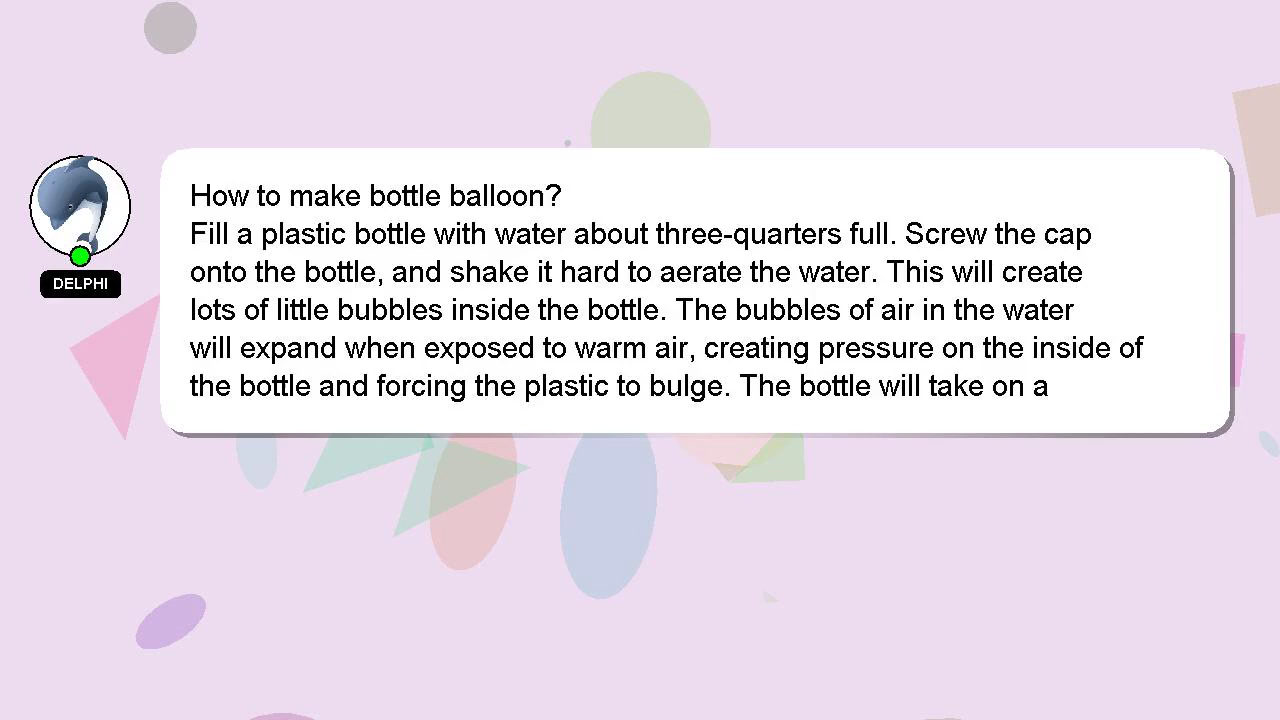 How to make bottle balloon?
Fill a plastic bottle with water about three-quarters full. Screw the cap
onto the bottle, and shake it hard to aerate the water. This will create
lots of little bubbles inside the bottle. The bubbles of air in the water
will expand when exposed to warm air, creating pressure on the inside of
the bottle and forcing the plastic to bulge. The bottle will take on a
DELPHI